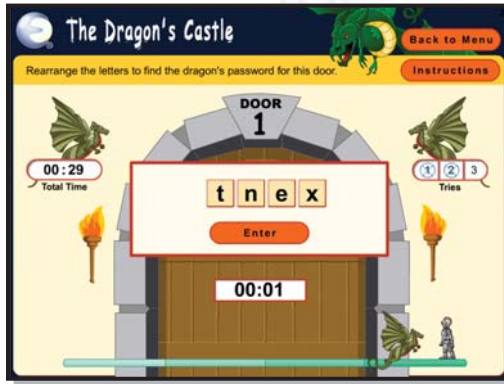 The Dragon's Castle
Back to Menu
Rearrange the letters to find the dragon's password for this door.
Instructions
DOOR
1
00:29
Total Time
1 2 3
Tries
t n e x
Enter
00:01